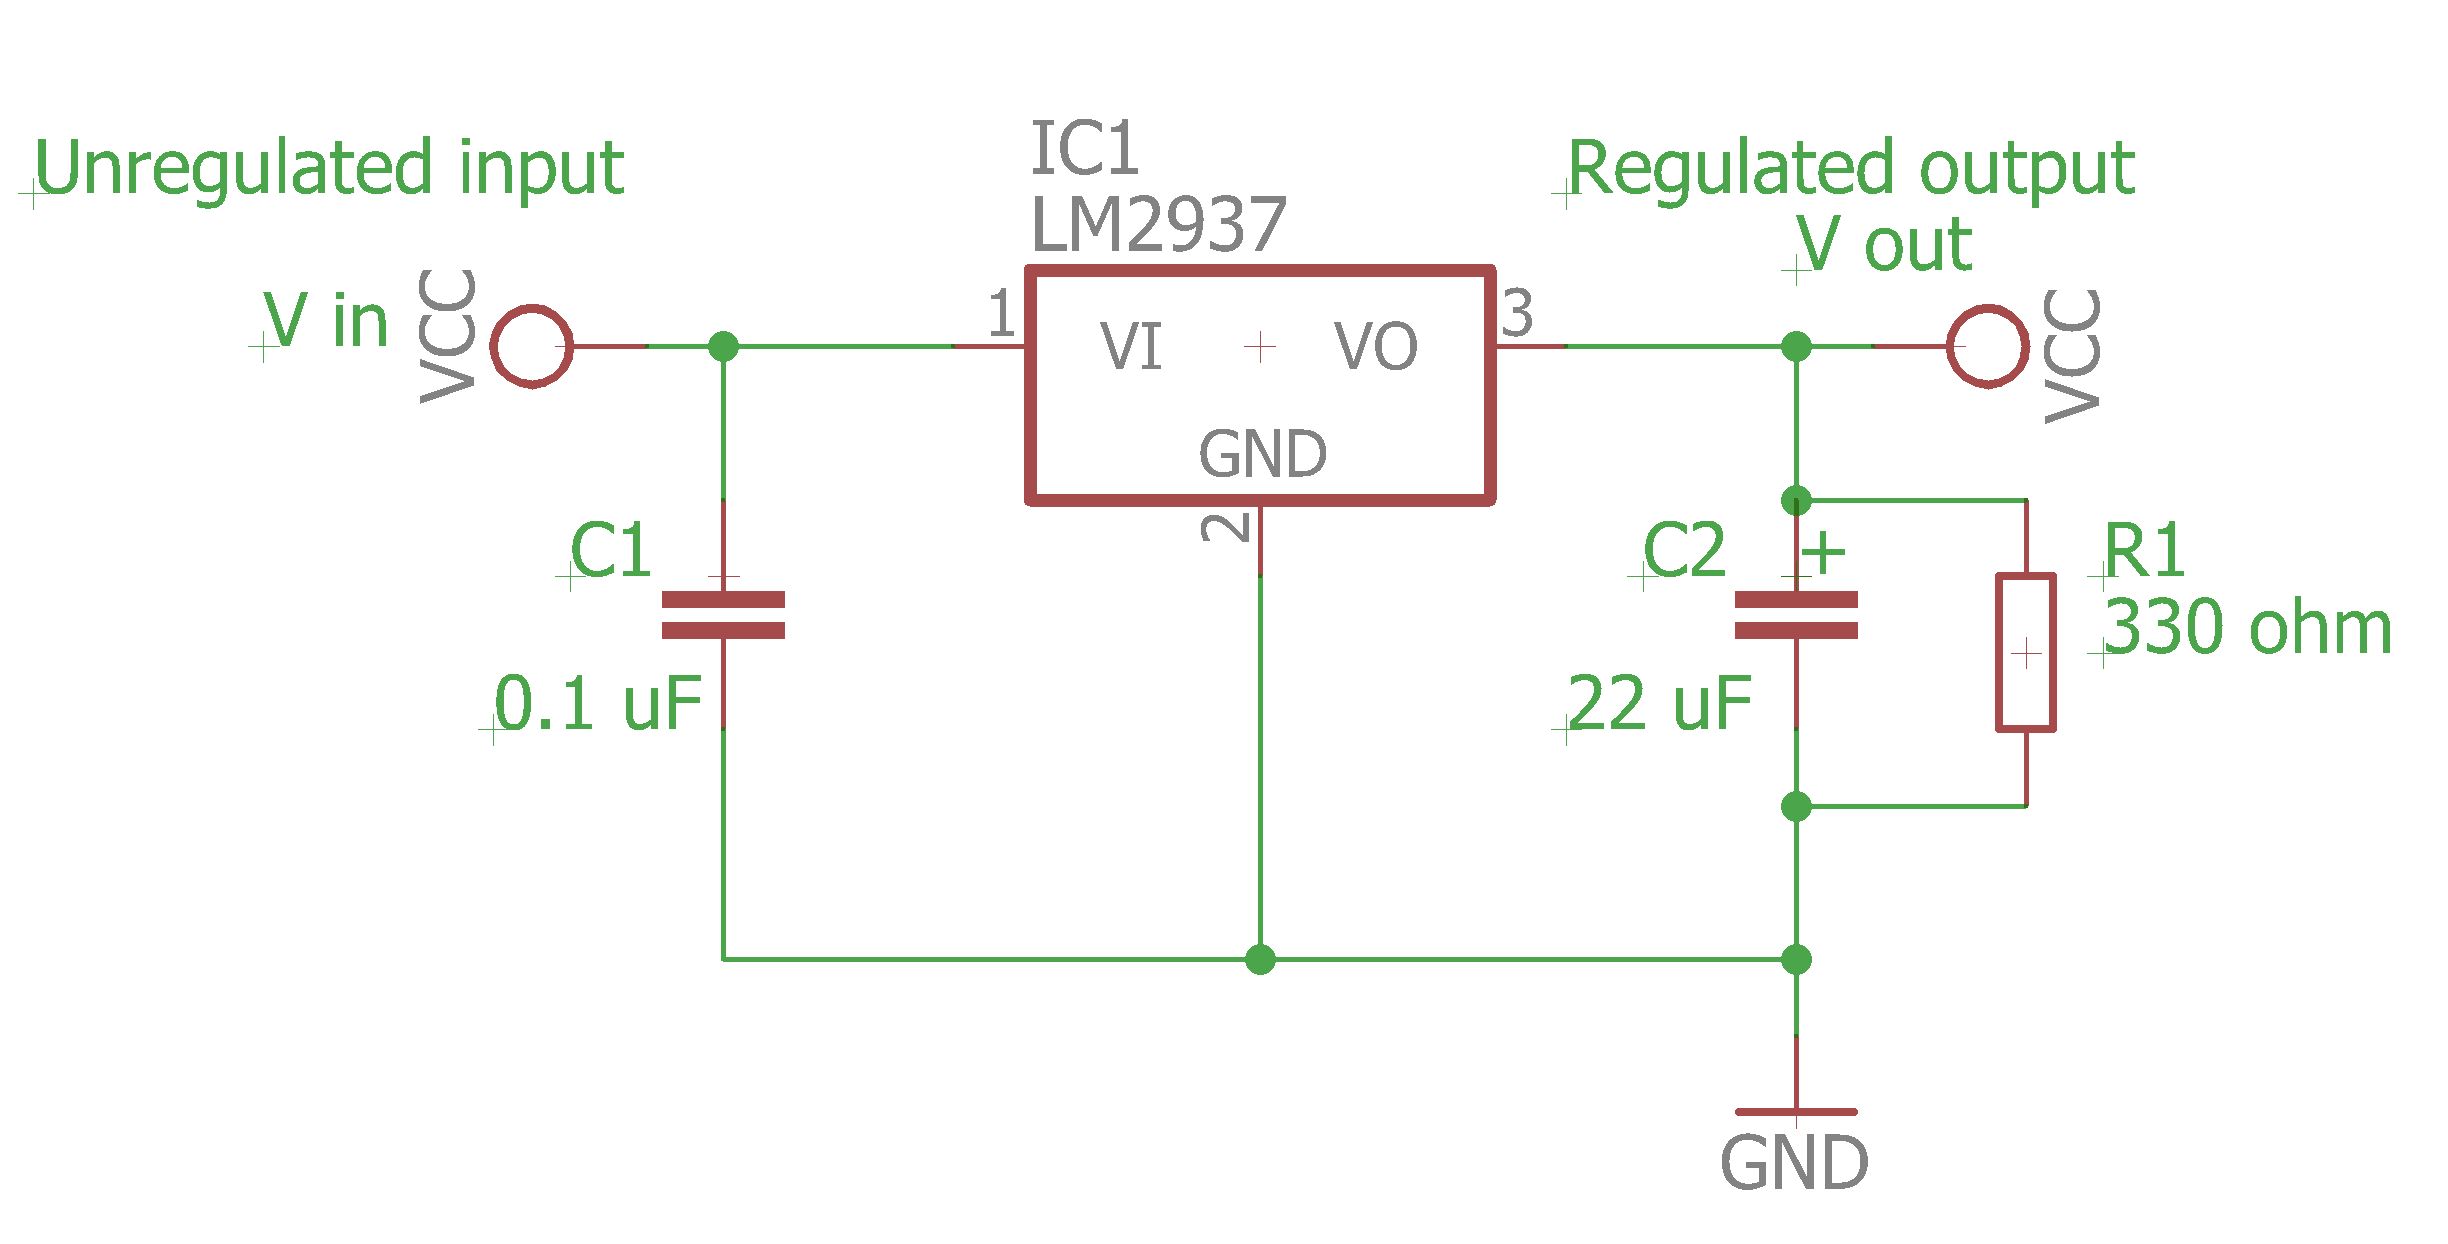 Unregulated input
IC1
LM2937
Regulated output
V out
V in
VCC
1
VI
VO
3
VCC
GND
2
C1
0.1 uF
C2
+
22 uF
R1
330 ohm
GND